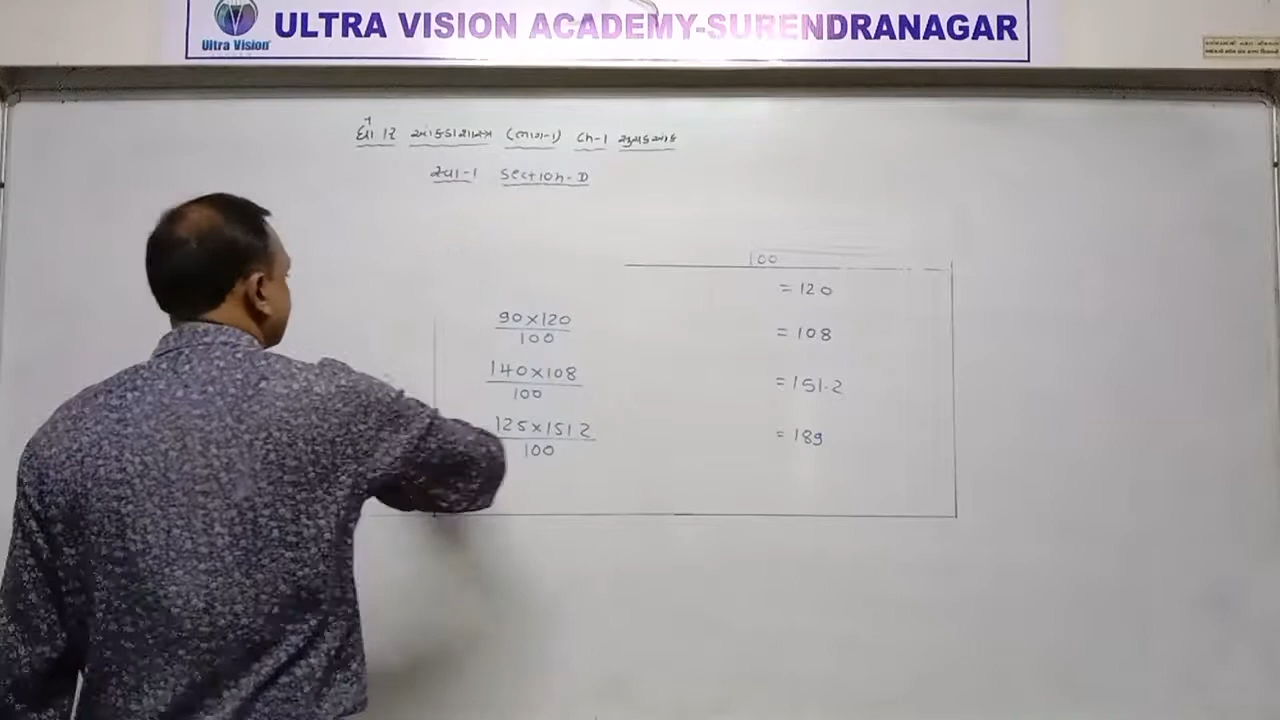 ULTRA VISION ACADEMY-SURENDRANAGAR
Ultra Vision
ધો 12 આંકડાશાસ્ત્ર (ભાગ-1) Ch-1 સૂચકઆંક
સ્વા-1 Section-D
100
= 120
90×120
100
= 108
140×108
100
= 151.2
125×151.2
100
= 189